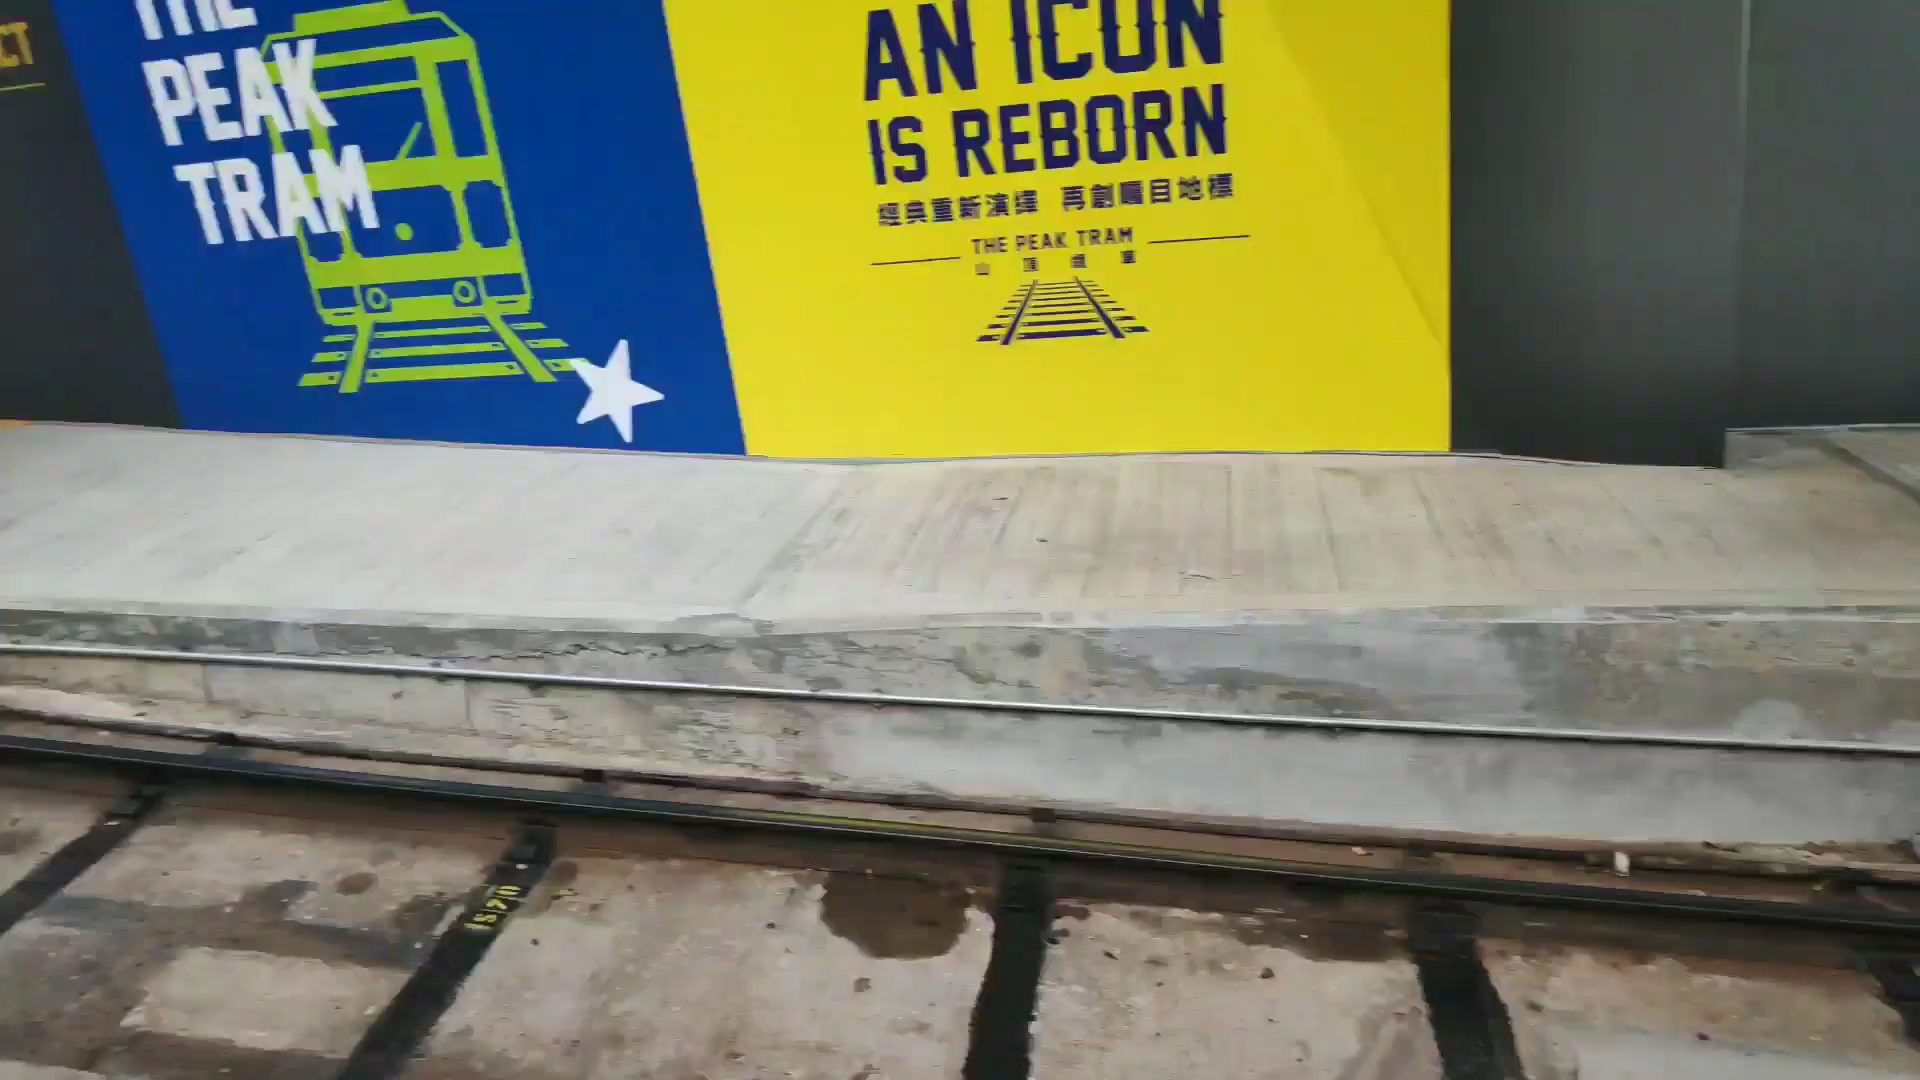 CT
THE
PEAK
TRAM
AN ICON
IS REBORN
經典重新演繹 再創矚目地標
THE PEAK TRAM
山頂纜車